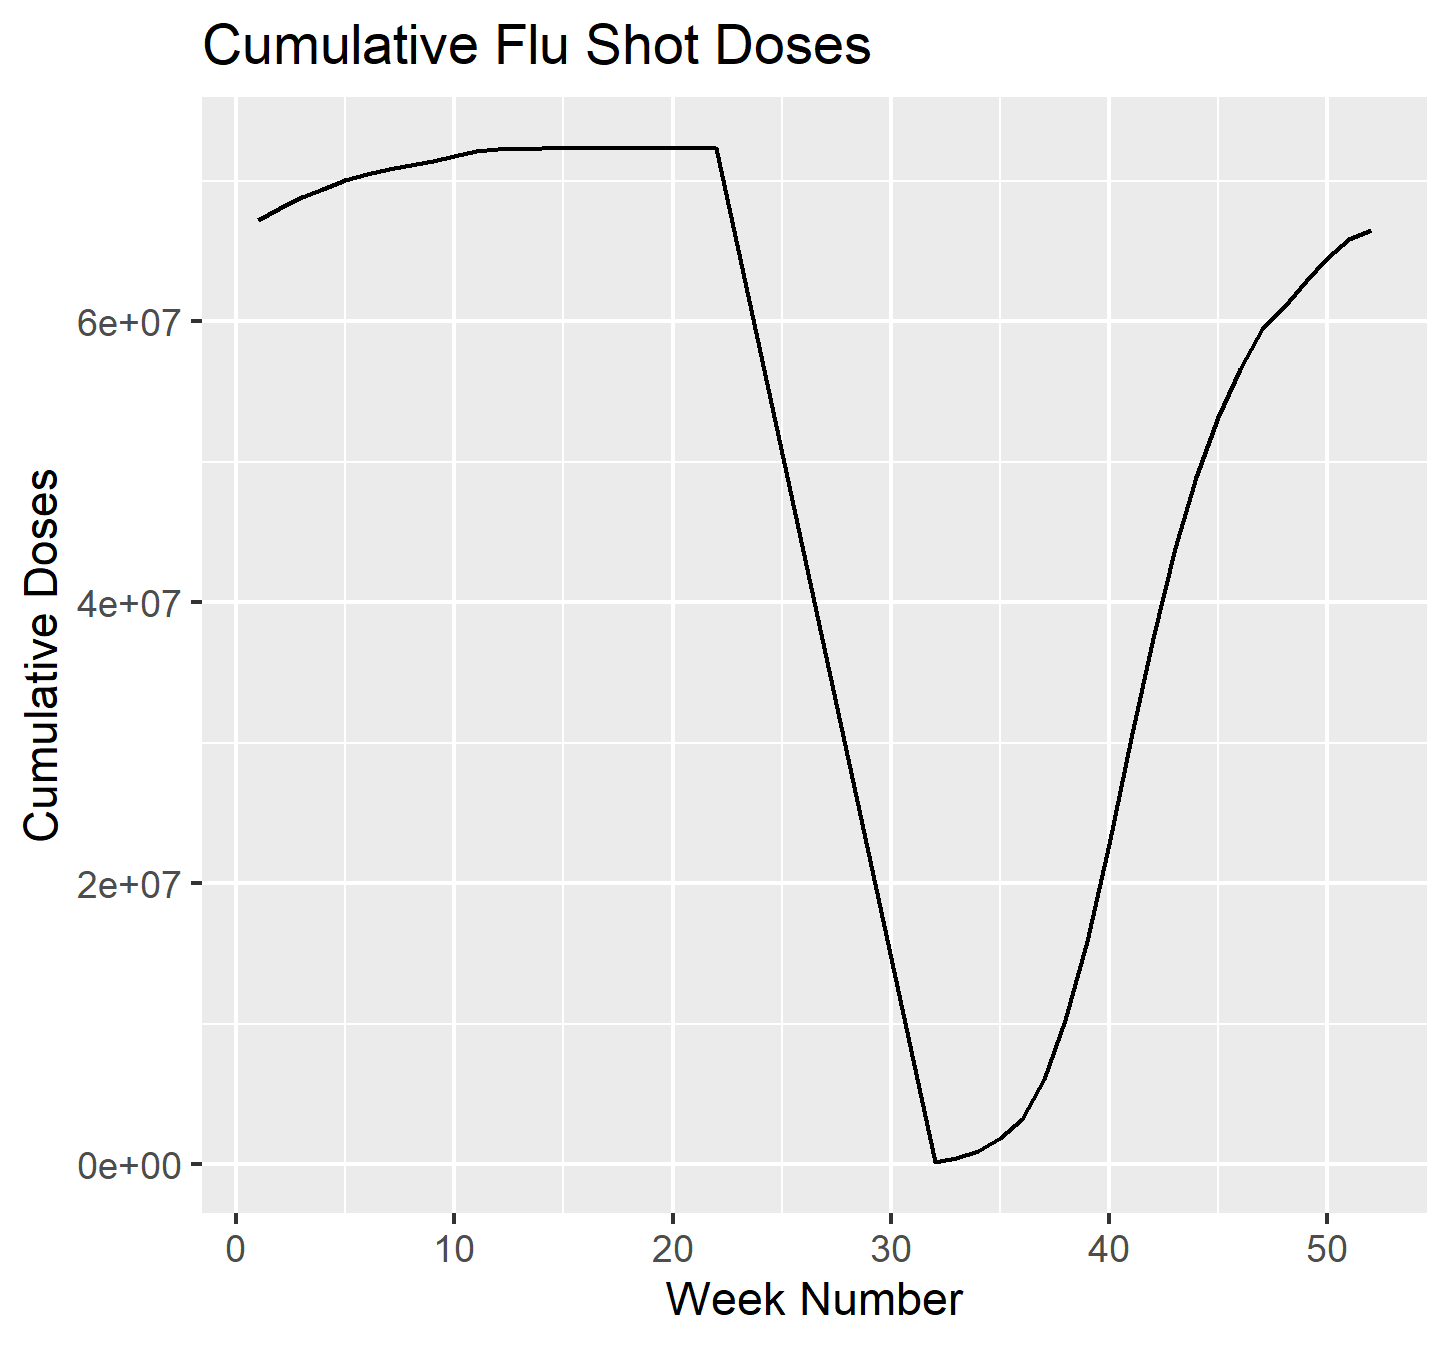 Cumulative Flu Shot Doses
Cumulative Doses
6e+07
4e+07
2e+07
0e+00
0 10 20 30 40 50
Week Number